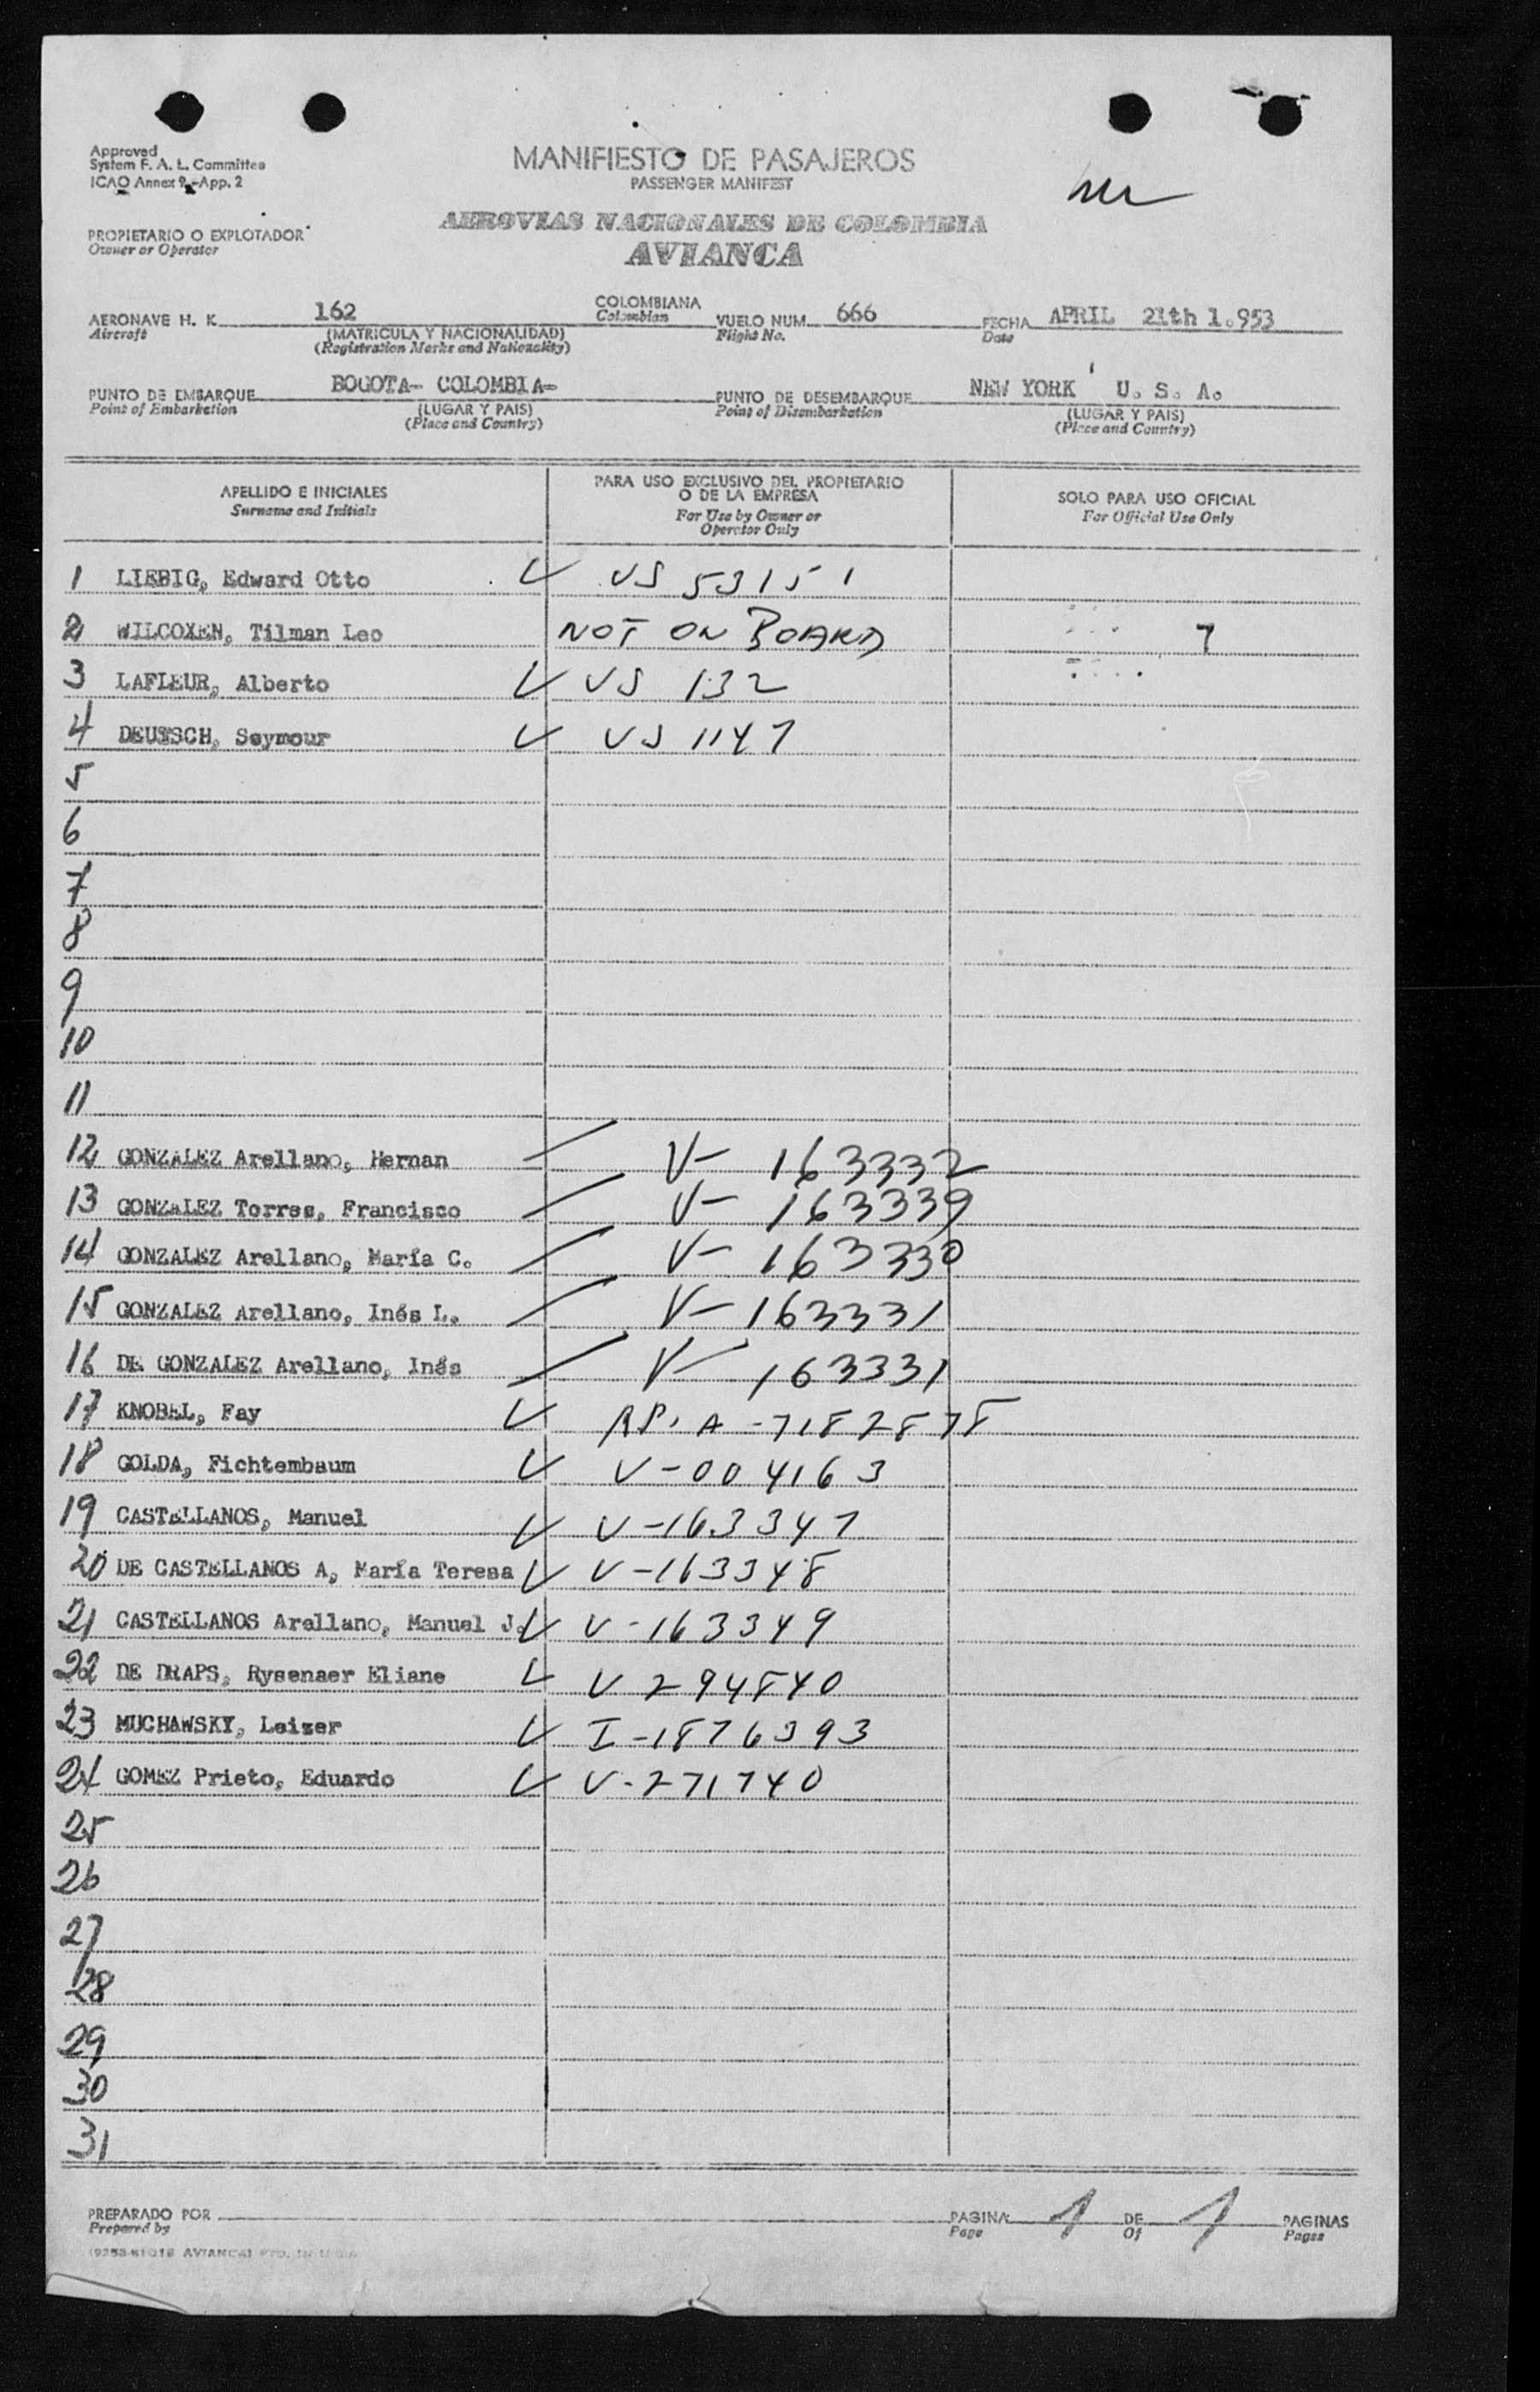 Approved
System F. A. L. Committee
ICAO Annex 9 - App. 2
MANIFIESTO DE PASAJEROS
PASSENGER MANIFEST
PROPIETARIO O EXPLOTADOR
Owner or Operator
AEROVIAS NACIONALES DE COLOMBIA
AVIANCA
AERONAVE H. K. 162 COLOMBIANA VUELO NUM. 666 FECHA APRIL 21th 1.953
Aircraft (MATRICULA Y NACIONALIDAD) Colombian Flight No. Date
(Registration Marks and Nationality)
PUNTO DE EMBARQUE BOGOTA- COLOMBIA- PUNTO DE DESEMBARQUE NEW YORK U. S. A.
Point of Embarkation (LUGAR Y PAIS) Point of Disembarkation (LUGAR Y PAIS)
(Place and Country) (Place and Country)
APELLIDO E INICIALES
Surname and Initials
PARA USO EXCLUSIVO DEL PROPIETARIO
O DE LA EMPRESA
For Use by Owner or
Operator Only
SOLO PARA USO OFICIAL
For Official Use Only
1 LIEBIG, Edward Otto VS 53151
2 WILCOXEN, Tilman Leo NOT ON BOARD 7
3 LAFLEUR, Alberto VS 132
4 DEUTSCH, Seymour VS 1147
5
6
7
8
9
10
11
12 GONZALEZ Arellano, Hernan V- 163332
13 GONZALEZ Torres, Francisco V- 163339
14 GONZALEZ Arellano, María C. V- 163330
15 GONZALEZ Arellano, Inés L. V- 163331
16 DE GONZALEZ Arellano, Inés V- 163331
17 KNOBEL, Fay RP. A-7182878
18 GOLDA, Fichtembaum V-004163
19 CASTELLANOS, Manuel V-163347
20 DE CASTELLANOS A, María Teresa V-163348
21 CASTELLANOS Arellano, Manuel J. V-163349
22 DE DRAPS, Rysenaer Eliane V 294840
23 MUCHAWSKY, Leizer I-1876393
24 GOMEZ Prieto, Eduardo V-271740
25
26
27
28
29
30
31
PREPARADO POR PAGINA 1 DE 1 PAGINAS
Prepared by Page Of Pages